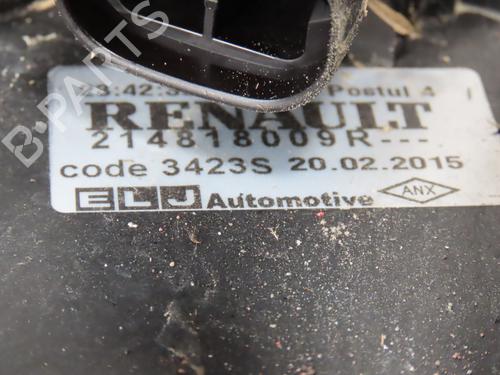 Postul 4
RENAULT
214818009R---
code 3423S 20.02.2015
ELJ Automotive ANX
B-PARTS